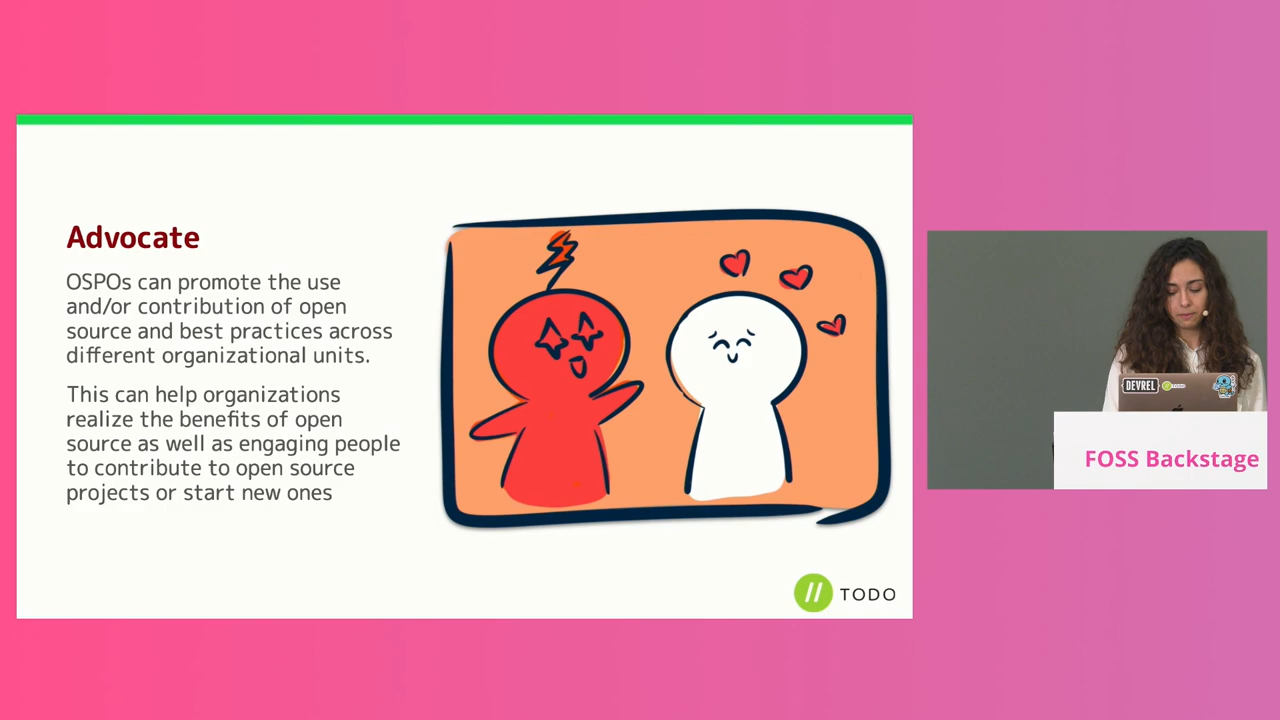 Advocate
OSPOs can promote the use
and/or contribution of open
source and best practices across
different organizational units.
This can help organizations
realize the benefits of open
source as well as engaging people
to contribute to open source
projects or start new ones
// TODO
DEVREL
FOSS Backstage